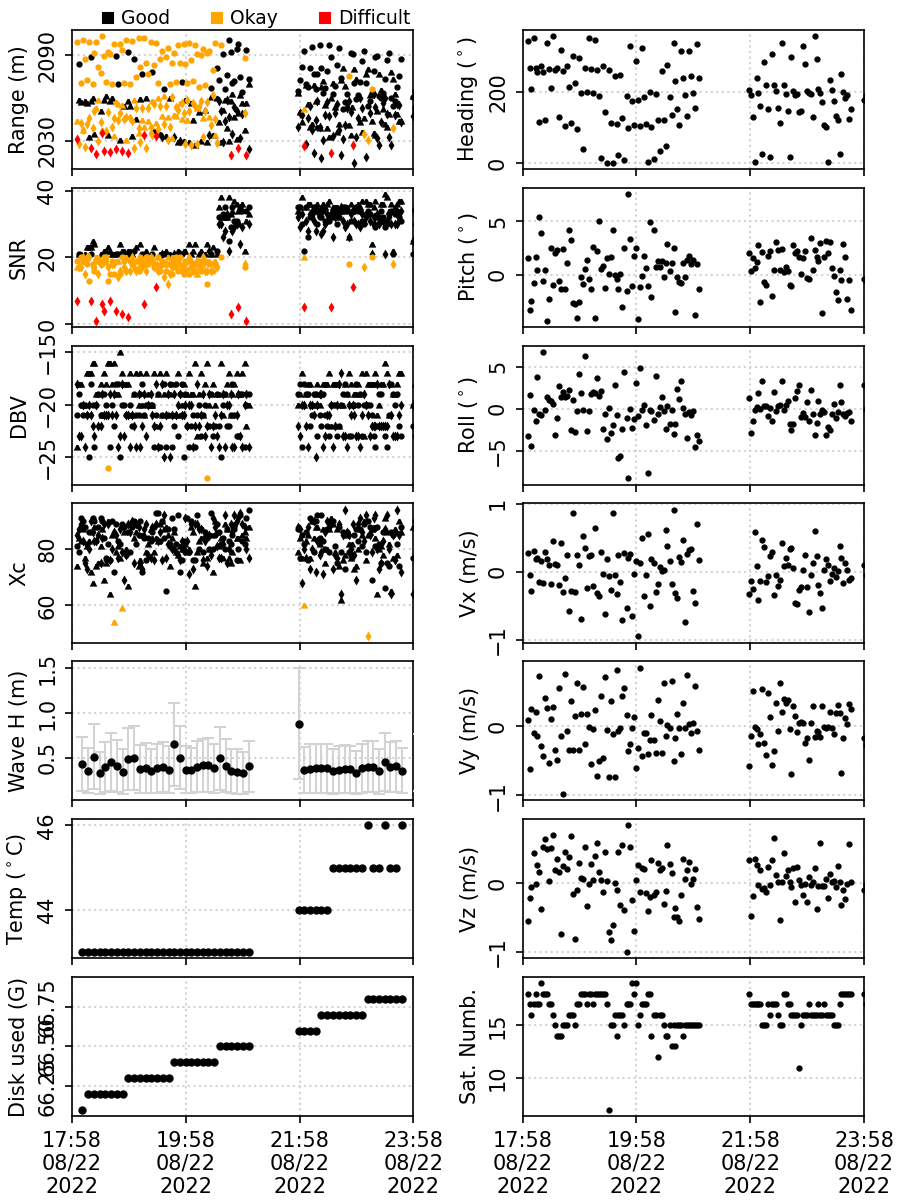 Good Okay Difficult
Range (m)
2090
2030
Heading (°)
200
0
SNR
40
20
0
Pitch (°)
5
0
DBV
−15
−20
−25
Roll (°)
5
0
−5
Xc
80
60
Vx (m/s)
1
0
−1
Wave H (m)
1.5
1.0
0.5
Vy (m/s)
0
−1
Temp (°C)
46
44
Vz (m/s)
0
−1
Disk used (G)
66.75
66.50
66.25
Sat. Numb.
15
10
17:58 19:58 21:58 23:58
08/22 08/22 08/22 08/22
2022 2022 2022 2022
17:58 19:58 21:58 23:58
08/22 08/22 08/22 08/22
2022 2022 2022 2022